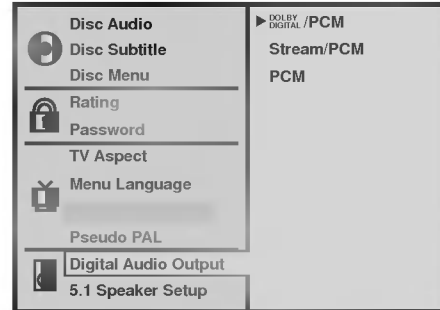 Disc Audio
Disc Subtitle
Disc Menu
Rating
Password
TV Aspect
Menu Language
Pseudo PAL
Digital Audio Output
5.1 Speaker Setup
DOLBY DIGITAL /PCM
Stream/PCM
PCM